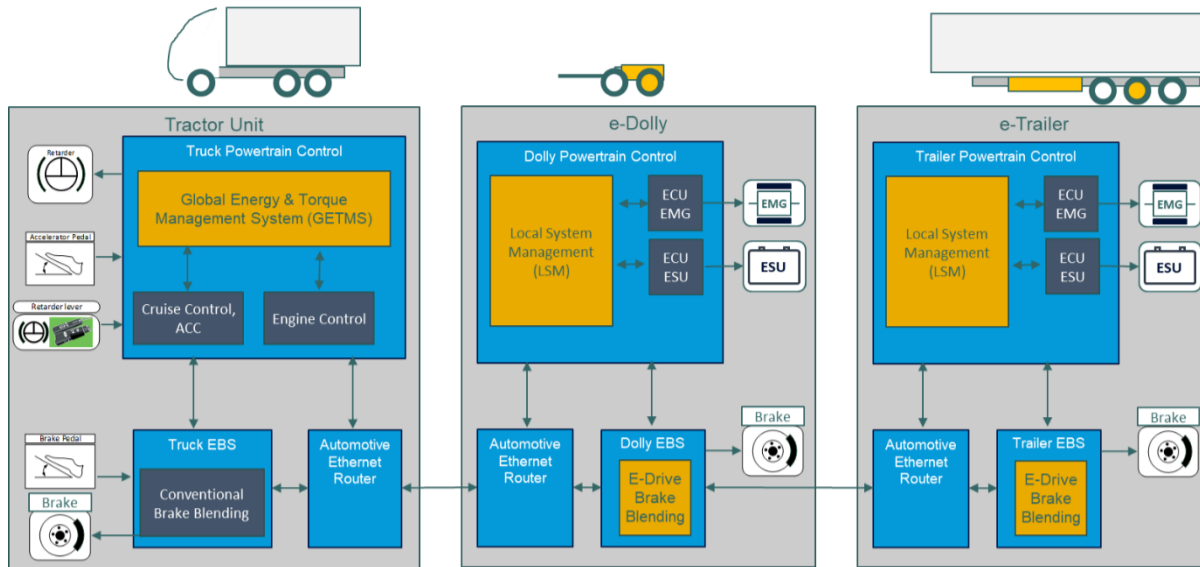 Tractor Unit
Retarder
Accelerator Pedal
Retarder lever
Truck Powertrain Control
Global Energy & Torque
Management System (GETMS)
Cruise Control,
ACC
Engine Control
Brake Pedal
Brake
Truck EBS
Conventional
Brake Blending
Automotive
Ethernet
Router
e-Dolly
Dolly Powertrain Control
Local System
Management
(LSM)
ECU
EMG
ECU
ESU
EMG
ESU
Automotive
Ethernet
Router
Dolly EBS
E-Drive
Brake
Blending
Brake
e-Trailer
Trailer Powertrain Control
Local System
Management
(LSM)
ECU
EMG
ECU
ESU
EMG
ESU
Automotive
Ethernet
Router
Trailer EBS
E-Drive
Brake
Blending
Brake